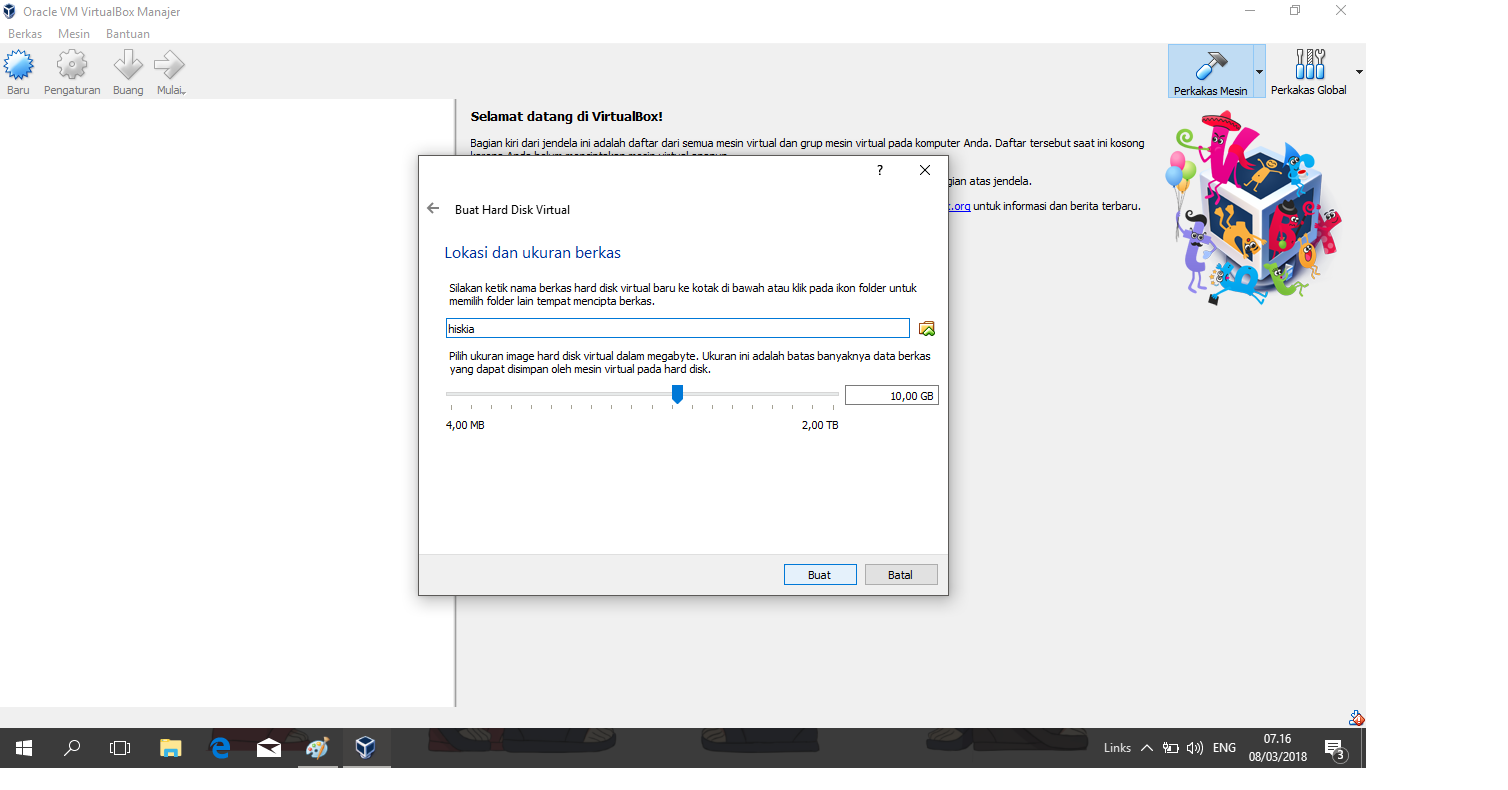 Oracle VM VirtualBox Manajer
Berkas Mesin Bantuan
Baru Pengaturan Buang Mulai
Perkakas Mesin Perkakas Global
Selamat datang di VirtualBox!
Bagian kiri dari jendela ini adalah daftar dari semua mesin virtual dan grup mesin virtual pada komputer Anda. Daftar tersebut saat ini kosong
gian atas jendela.
.org untuk informasi dan berita terbaru.
?
Buat Hard Disk Virtual
Lokasi dan ukuran berkas
Silakan ketik nama berkas hard disk virtual baru ke kotak di bawah atau klik pada ikon folder untuk
memilih folder lain tempat mencipta berkas.
hiskia
Pilih ukuran image hard disk virtual dalam megabyte. Ukuran ini adalah batas banyaknya data berkas
yang dapat disimpan oleh mesin virtual pada hard disk.
10,00 GB
4,00 MB 2,00 TB
Buat Batal
Links ENG 07.16
08/03/2018 3